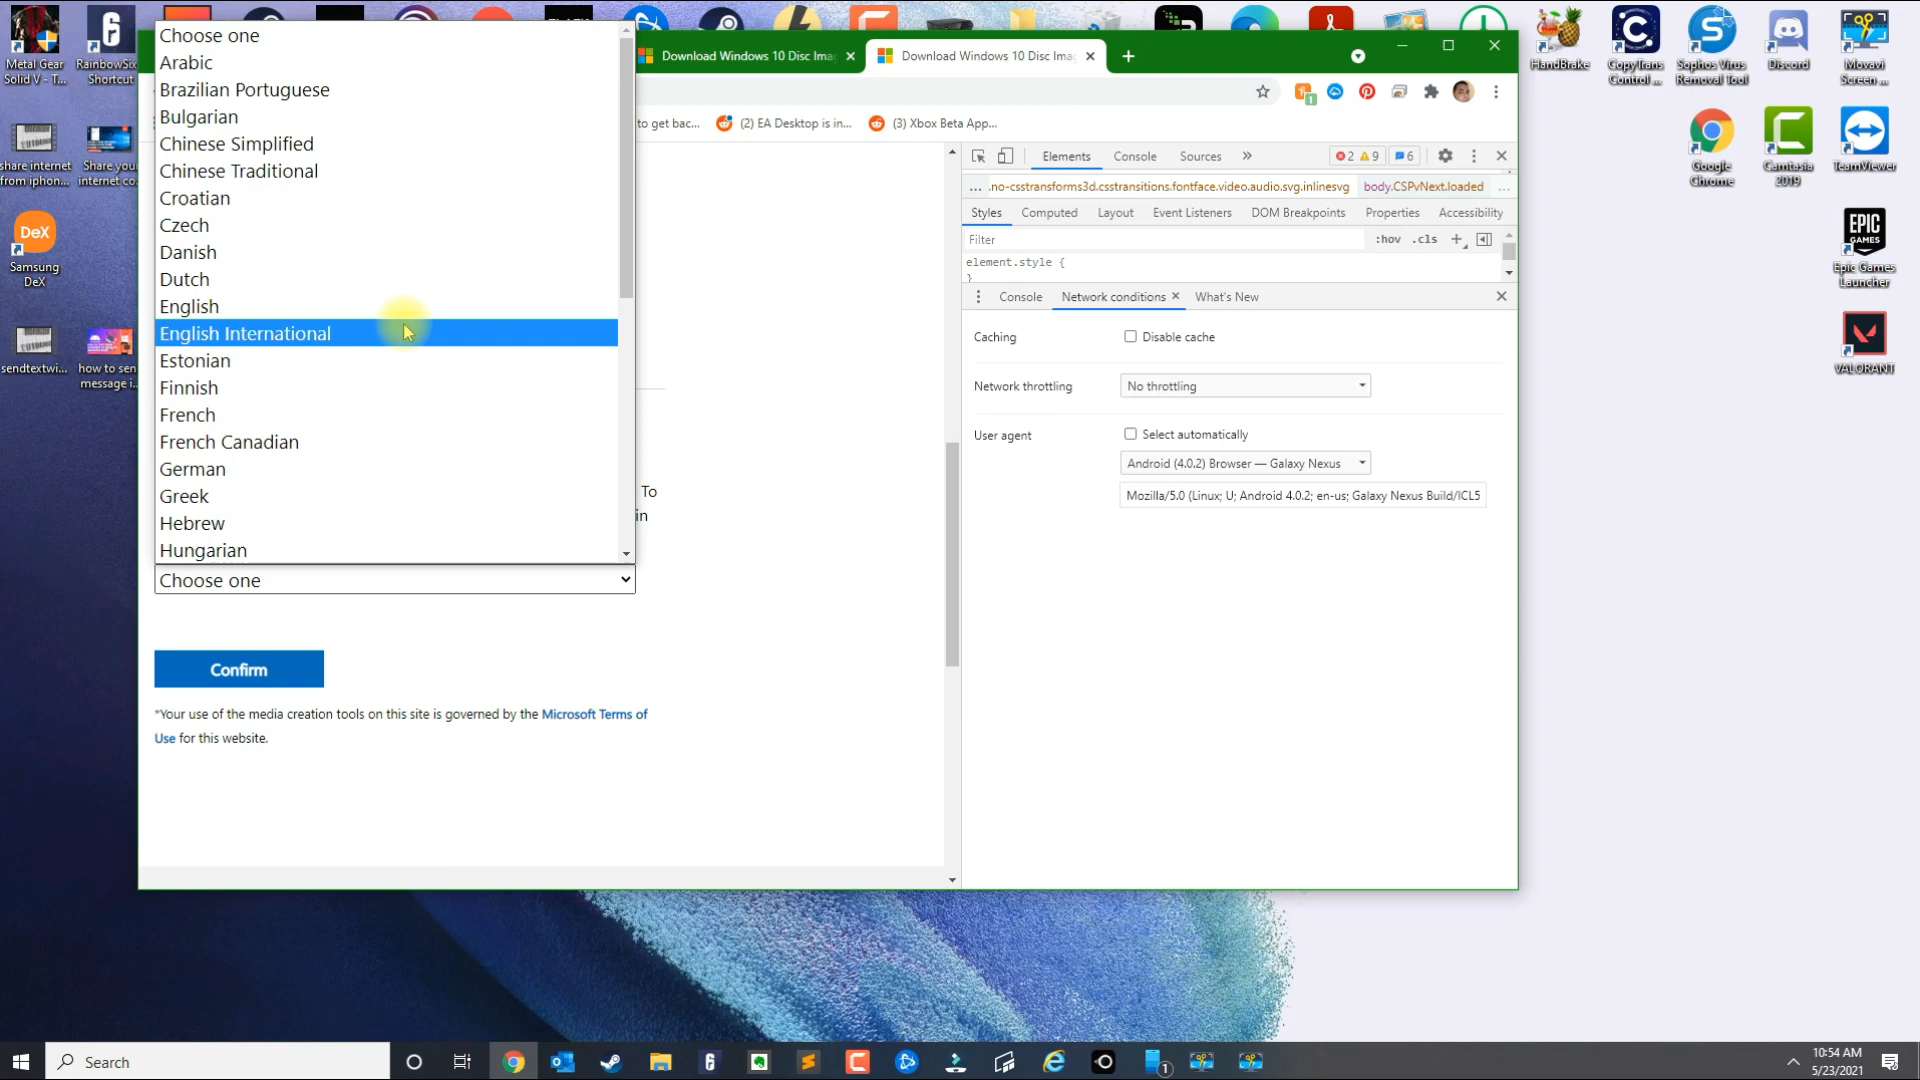 Metal Gear
Solid V - T...
RainbowSix
Shortcut
share internet
from iphon...
Share your
internet co...
DeX
Samsung
DeX
sendtextwi...
how to sen
message i...
Choose one
Arabic
Brazilian Portuguese
Bulgarian
Chinese Simplified
Chinese Traditional
Croatian
Czech
Danish
Dutch
English
English International
Estonian
Finnish
French
French Canadian
German
Greek
Hebrew
Hungarian
Choose one
To
in
Confirm
*Your use of the media creation tools on this site is governed by the Microsoft Terms of
Use for this website.
Download Windows 10 Disc Ima
Download Windows 10 Disc Ima
1
to get bac...
(2) EA Desktop is in...
(3) Xbox Beta App...
Elements
Console
Sources
2
9
6
... .no-csstransforms3d.csstransitions.fontface.video.audio.svg.inlinesvg
body.CSPvNext.loaded
...
Styles
Computed
Layout
Event Listeners
DOM Breakpoints
Properties
Accessibility
Filter
:hov
.cls
element.style {
}
Console
Network conditions
What's New
Caching
Disable cache
Network throttling
No throttling
User agent
Select automatically
Android (4.0.2) Browser — Galaxy Nexus
Mozilla/5.0 (Linux; U; Android 4.0.2; en-us; Galaxy Nexus Build/ICL5
HandBrake
CopyTrans
Control ...
Sophos Virus
Removal Tool
Discord
Movavi
Screen ...
Google
Chrome
Camtasia
2019
TeamViewer
EPIC
GAMES
Epic Games
Launcher
VALORANT
Search
1
10:54 AM
5/23/2021